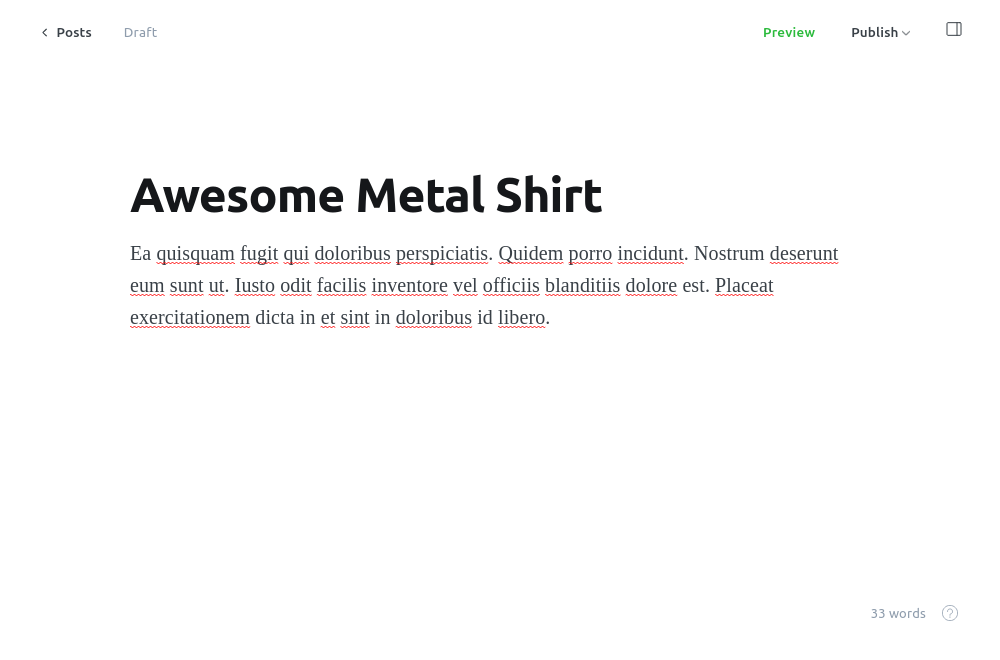 Posts Draft Preview Publish
Awesome Metal Shirt
Ea quisquam fugit qui doloribus perspiciatis. Quidem porro incidunt. Nostrum deserunt
eum sunt ut. Iusto odit facilis inventore vel officiis blanditiis dolore est. Placeat
exercitationem dicta in et sint in doloribus id libero.
33 words ?